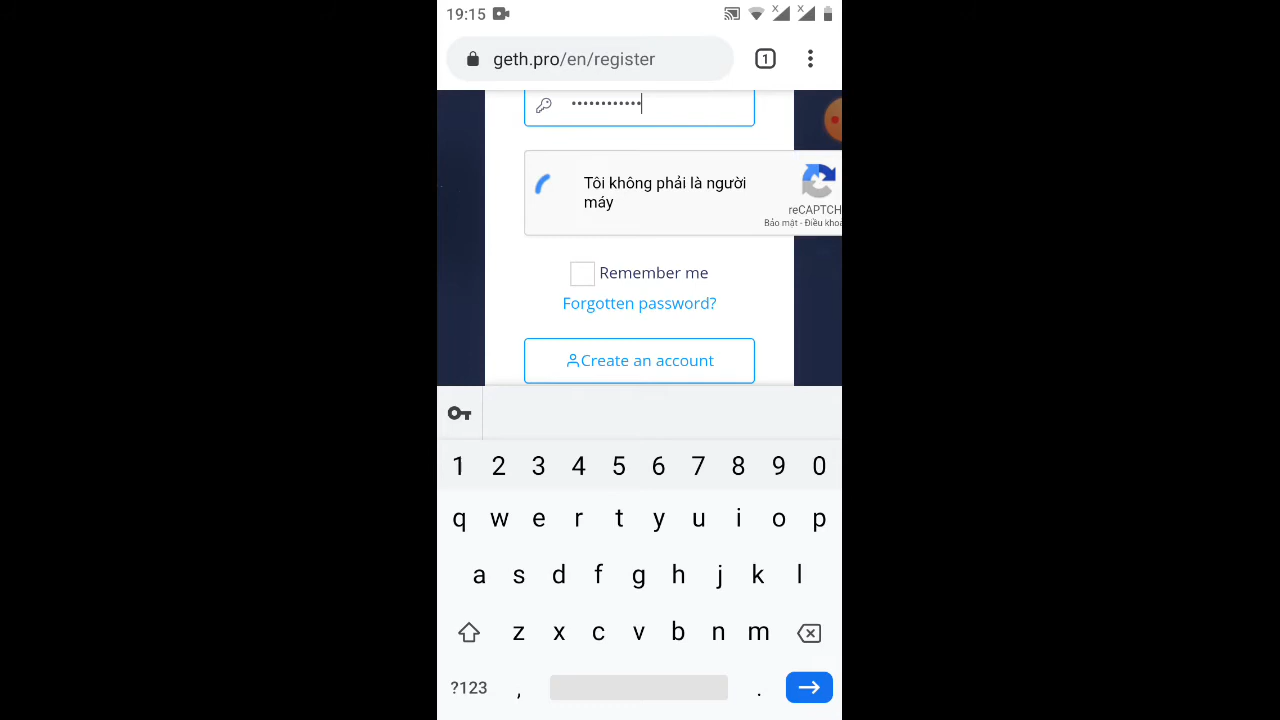 19:15
geth.pro/en/register
1
••••••••••••
Tôi không phải là người
máy
reCAPTCH
Bảo mật - Điều khoả
Remember me
Forgotten password?
Create an account
1 2 3 4 5 6 7 8 9 0
q w e r t y u i o p
a s d f g h j k l
z x c v b n m
?123 , .